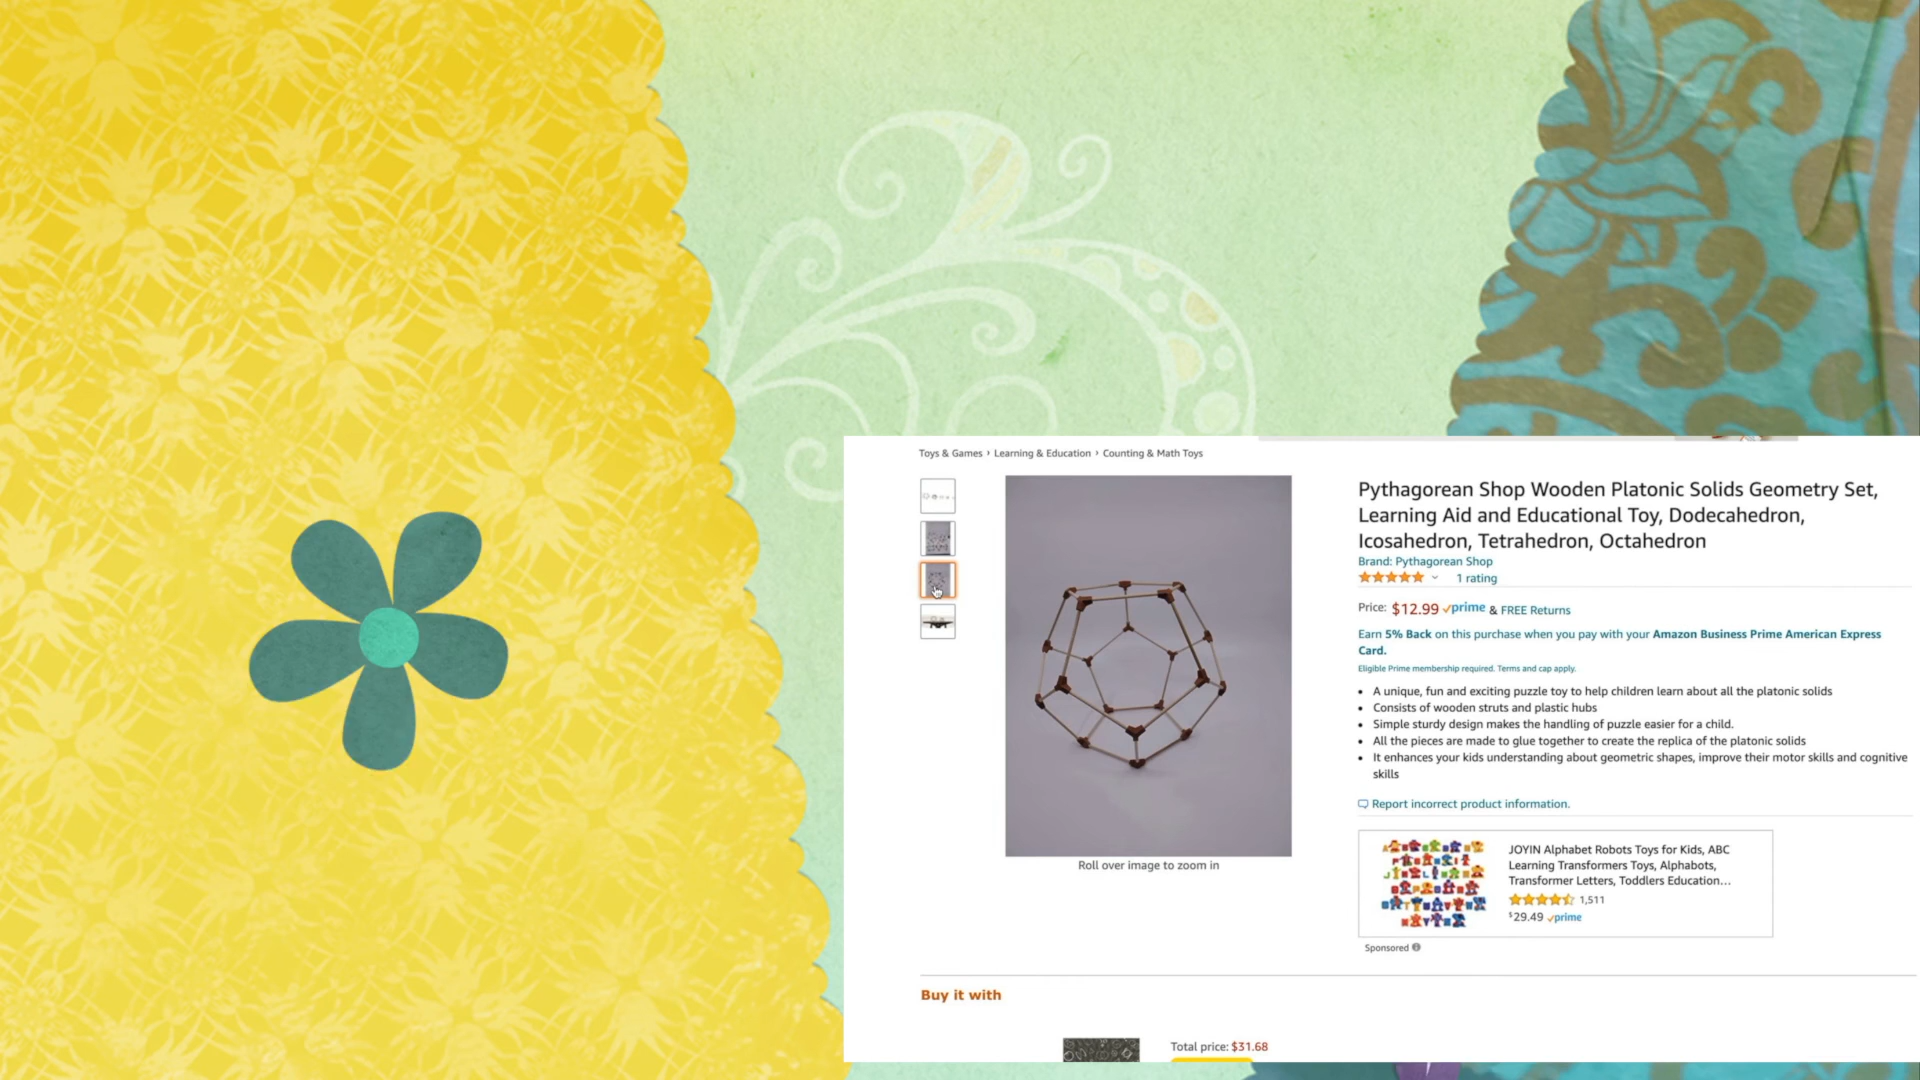 Toys & Games › Learning & Education › Counting & Math Toys
Pythagorean Shop Wooden Platonic Solids Geometry Set,
Learning Aid and Educational Toy, Dodecahedron,
Icosahedron, Tetrahedron, Octahedron
Brand: Pythagorean Shop
1 rating
Price: $12.99 prime & FREE Returns
Earn 5% Back on this purchase when you pay with your Amazon Business Prime American Express
Card.
Eligible Prime membership required. Terms and cap apply.
• A unique, fun and exciting puzzle toy to help children learn about all the platonic solids
• Consists of wooden struts and plastic hubs
• Simple sturdy design makes the handling of puzzle easier for a child.
• All the pieces are made to glue together to create the replica of the platonic solids
• It enhances your kids understanding about geometric shapes, improve their motor skills and cognitive
skills
Report incorrect product information.
Roll over image to zoom in
JOYIN Alphabet Robots Toys for Kids, ABC
Learning Transformers Toys, Alphabots,
Transformer Letters, Toddlers Education...
1,511
$29.49 prime
Sponsored
Buy it with
Total price: $31.68